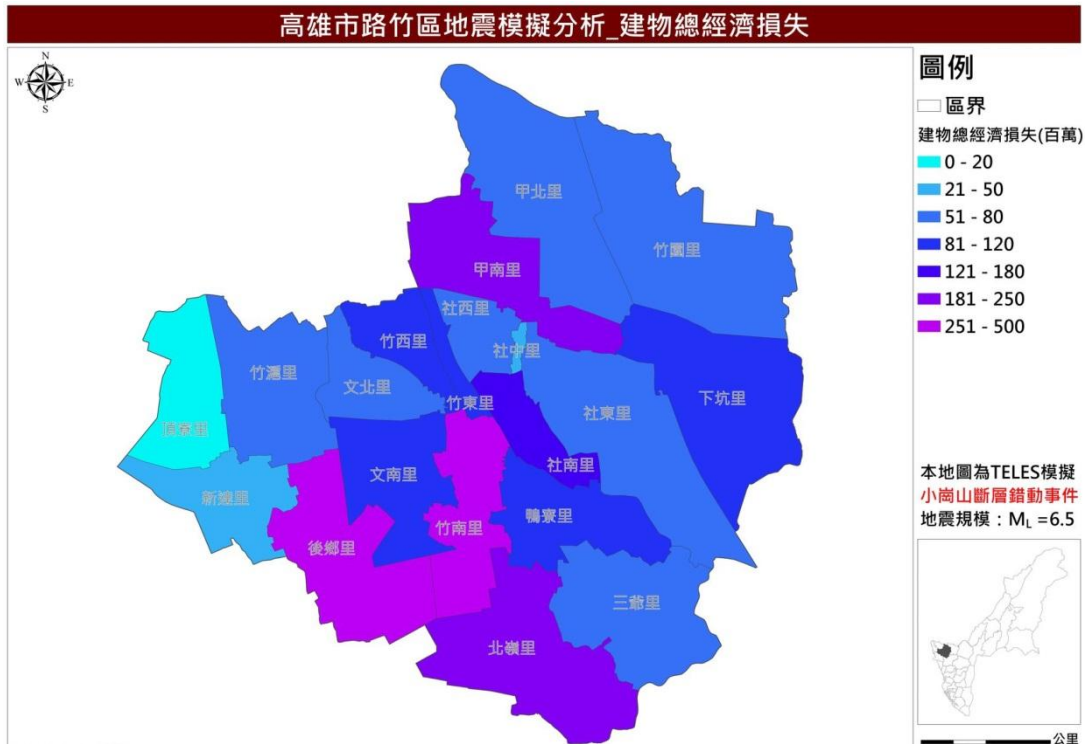 高雄市路竹區地震模擬分析_建物總經濟損失
N
W E
S
圖例
區界
建物總經濟損失(百萬)
0 - 20
21 - 50
51 - 80
81 - 120
121 - 180
181 - 250
251 - 500
甲北里
竹園里
甲南里
社西里
竹西里
社中里
竹滬里
文北里
竹東里
社東里
下坑里
頂寮里
社南里
文南里
新達里
鴨寮里
竹南里
後鄉里
三爺里
北嶺里
本地圖為TELES模擬
小崗山斷層錯動事件
地震規模：ML =6.5
公里